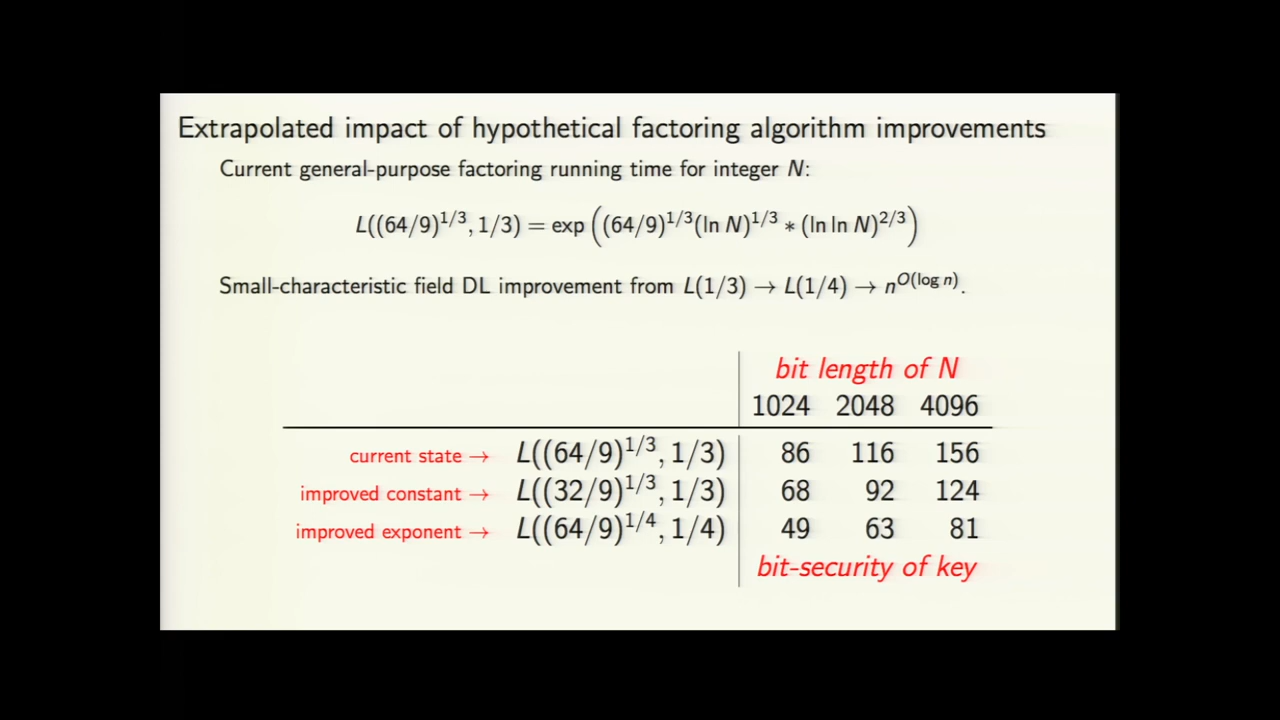 Extrapolated impact of hypothetical factoring algorithm improvements
Current general-purpose factoring running time for integer N:
L((64/9)^{1/3}, 1/3) = exp ((64/9)^{1/3}(ln N)^{1/3} * (ln ln N)^{2/3})
Small-characteristic field DL improvement from L(1/3) → L(1/4) → n^{O(log n)}.
bit length of N
1024 2048 4096
current state → L((64/9)^{1/3}, 1/3) 86 116 156
improved constant → L((32/9)^{1/3}, 1/3) 68 92 124
improved exponent → L((64/9)^{1/4}, 1/4) 49 63 81
bit-security of key